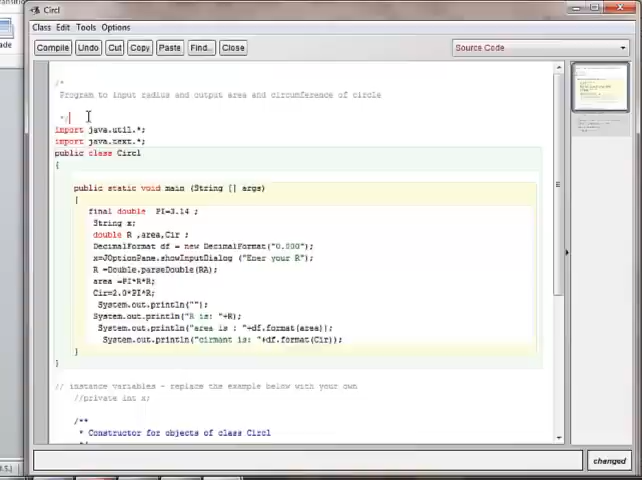 Circl
Class Edit Tools Options
Compile Undo Cut Copy Paste Find... Close Source Code
/*
Program to input radius and output area and circumference of circle
*/
import java.util.*;
import java.text.*;
public class Circl
{
public static void main (String [] args)
{
final double PI=3.14 ;
String x;
double R ,area,Cir ;
DecimalFormat df = new DecimalFormat("0.000");
x=JOptionPane.showInputDialog ("Ener your R");
R =Double.parseDouble(RA);
area =PI*R*R;
Cir=2.0*PI*R;
System.out.println("");
System.out.println("R is: "+R);
System.out.println("area is : "+df.format(area));
System.out.println("cirmant is: "+df.format(Cir));
}
}
// instance variables - replace the example below with your own
//private int x;
/**
* Constructor for objects of class Circl
changed